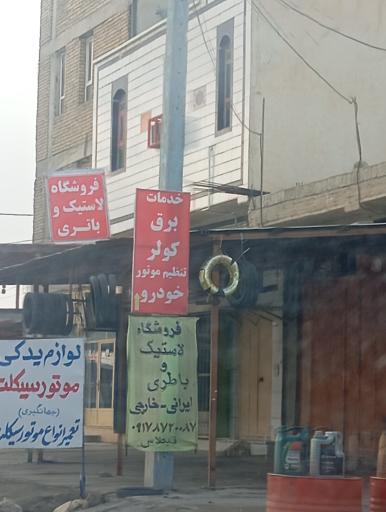 فروشگاه
لاستیک و
باتری
خدمات
برق
کولر
تنظیم موتور
خودرو
فروشگاه
لاستیک
و
باطری
ایرانی-خارجی
۰۹۱۷۸۷۲۰۰۸۷
لوازم یدکی
موتورسیکلت
(جهانگیری)
تعمیر انواع موتورسیکلت